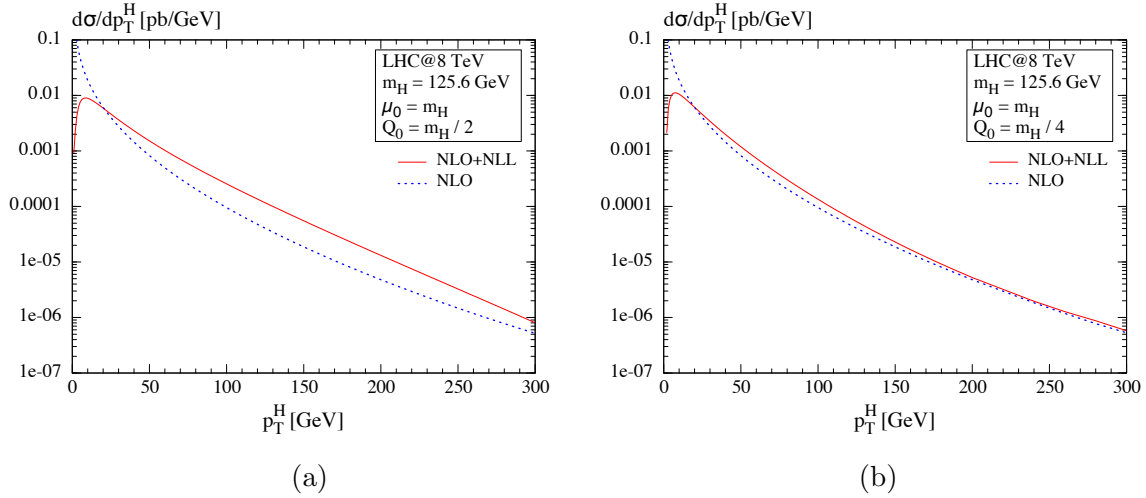 dσ/dp_T^H [pb/GeV]
0.1
0.01
0.001
0.0001
1e-05
1e-06
1e-07
0 50 100 150 200 250 300
p_T^H [GeV]
LHC@8 TeV
m_H = 125.6 GeV
μ_0 = m_H
Q_0 = m_H / 2
NLO+NLL
NLO
(a)
dσ/dp_T^H [pb/GeV]
0.1
0.01
0.001
0.0001
1e-05
1e-06
1e-07
0 50 100 150 200 250 300
p_T^H [GeV]
LHC@8 TeV
m_H = 125.6 GeV
μ_0 = m_H
Q_0 = m_H / 4
NLO+NLL
NLO
(b)